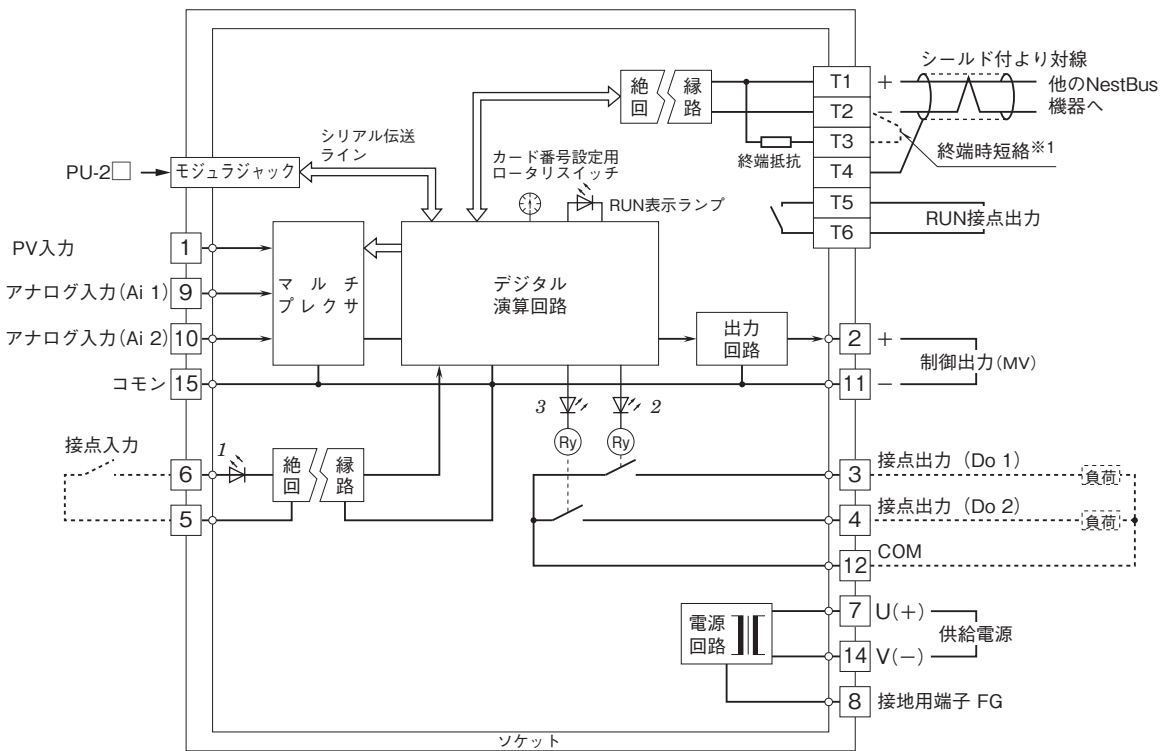 シールド付より対線
他のNestBus
機器へ
絶 縁
回 路
T1 +
T2 −
T3
T4
T5
T6
終端抵抗
終端時短絡※1
RUN接点出力
シリアル伝送
ライン
カード番号設定用
ロータリスイッチ
RUN表示ランプ
PU-2□
モジュラジャック
PV入力 1
アナログ入力(Ai 1) 9
アナログ入力(Ai 2) 10
コモン 15
マ ル チ
プ レ ク サ
デジタル
演算回路
出力
回路
2 +
制御出力(MV)
11 −
3 2
Ry Ry
接点入力
1
6
5
絶 縁
回 路
3 接点出力 (Do 1) 負荷
4 接点出力 (Do 2) 負荷
12 COM
電源
回路
7 U(+)
供給電源
14 V(−)
8 接地用端子 FG
ソケット